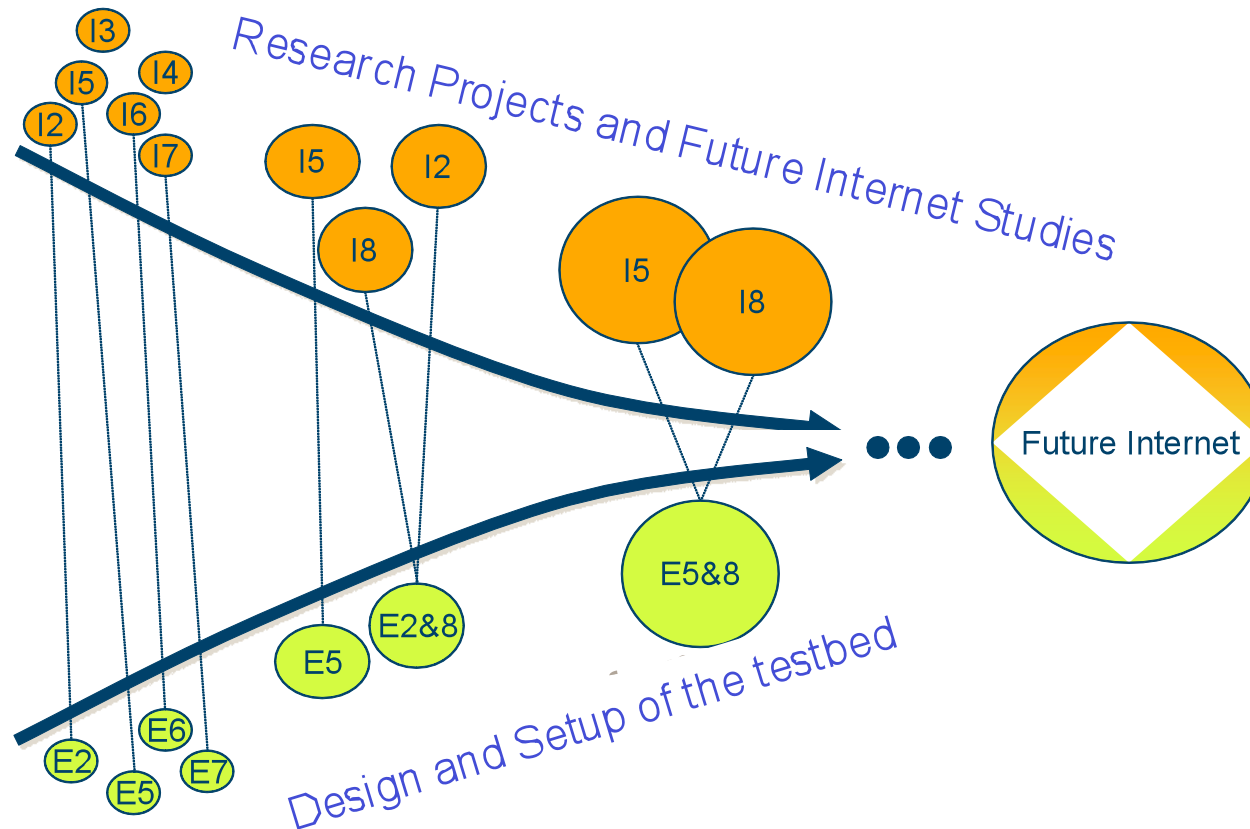 I3
Research Projects and Future Internet Studies
I4
I5
I6
I2
I7
I5
I2
I8
I5
I8
Future Internet
E5&8
E2&8
E5
Design and Setup of the testbed
E6
E2
E7
E5